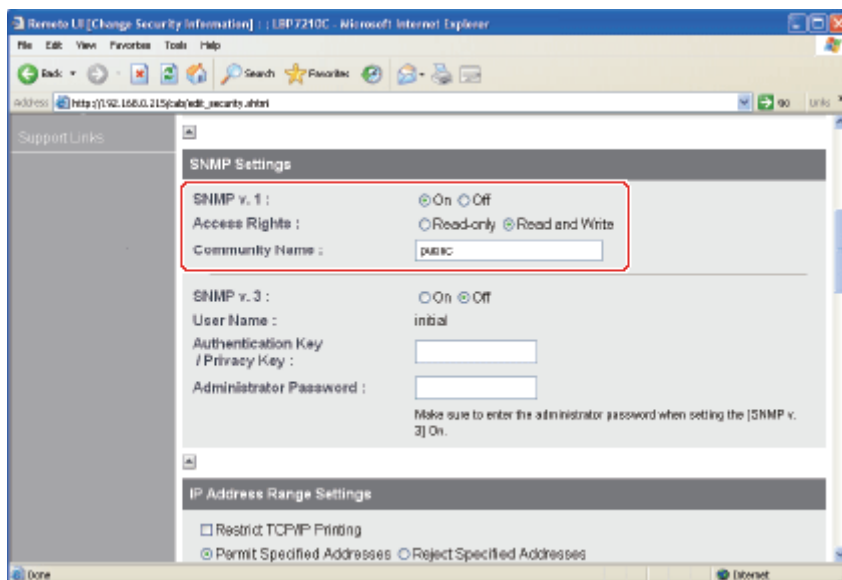 Remote UI [Change Security Information] : : LBP7210C - Microsoft Internet Explorer
File Edit View Favorites Tools Help
Back Search Favorites
Address http://192.168.0.215/cab/edit_security.shtml Go Links
Support Links
SNMP Settings
SNMP v. 1 : On Off
Access Rights : Read-only Read and Write
Community Name : public
SNMP v. 3 : On Off
User Name : initial
Authentication Key
/ Privacy Key :
Administrator Password :
Make sure to enter the administrator password when setting the [SNMP v.
3] On.
IP Address Range Settings
Restrict TCP/IP Printing
Permit Specified Addresses Reject Specified Addresses
Done Internet